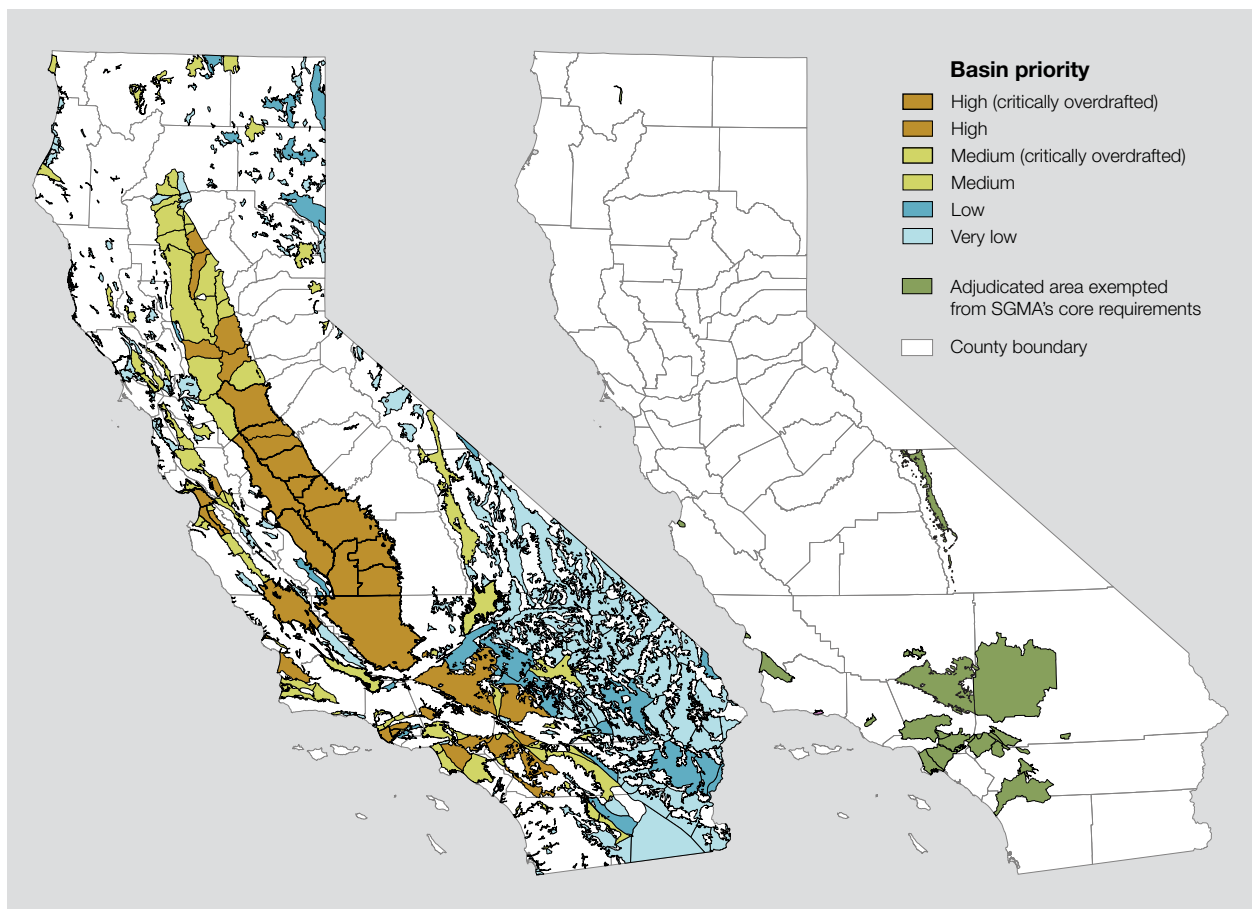 Basin priority
High (critically overdrafted)
High
Medium (critically overdrafted)
Medium
Low
Very low
Adjudicated area exempted
from SGMA's core requirements
County boundary